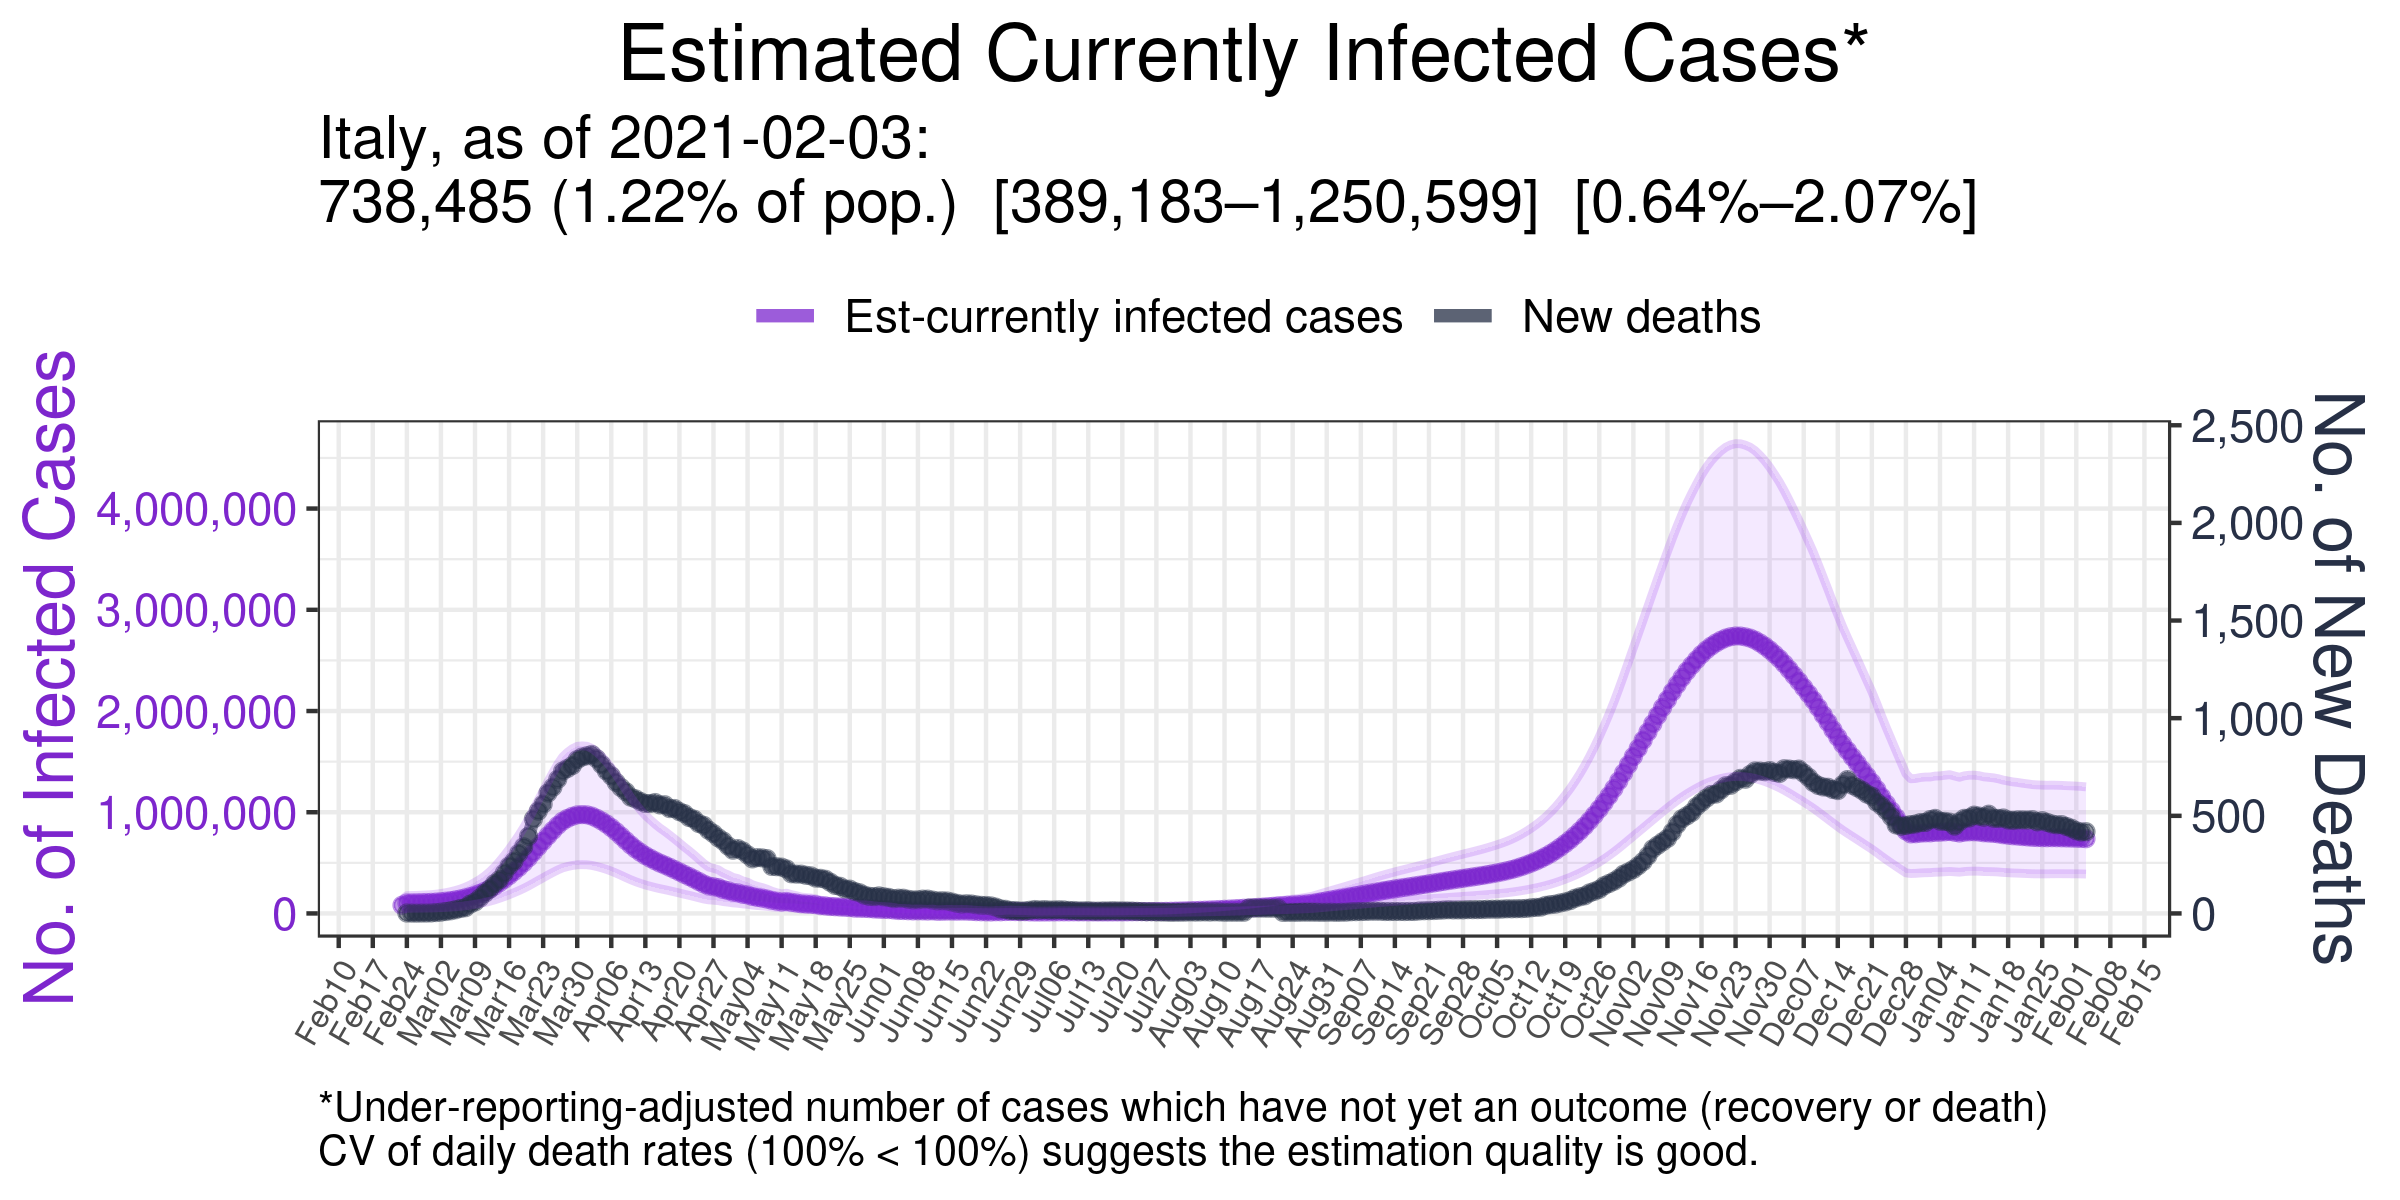 Estimated Currently Infected Cases*
Italy, as of 2021-02-03:
738,485 (1.22% of pop.) [389,183–1,250,599] [0.64%–2.07%]
Est-currently infected cases
New deaths
No. of Infected Cases
4,000,000
3,000,000
2,000,000
1,000,000
0
2,500
2,000
1,500
1,000
500
0
No. of New Deaths
Feb10
Feb17
Feb24
Mar02
Mar09
Mar16
Mar23
Mar30
Apr06
Apr13
Apr20
Apr27
May04
May11
May18
May25
Jun01
Jun08
Jun15
Jun22
Jun29
Jul06
Jul13
Jul20
Jul27
Aug03
Aug10
Aug17
Aug24
Aug31
Sep07
Sep14
Sep21
Sep28
Oct05
Oct12
Oct19
Oct26
Nov02
Nov09
Nov16
Nov23
Nov30
Dec07
Dec14
Dec21
Dec28
Jan04
Jan11
Jan18
Jan25
Feb01
Feb08
Feb15
*Under-reporting-adjusted number of cases which have not yet an outcome (recovery or death)
CV of daily death rates (100% < 100%) suggests the estimation quality is good.